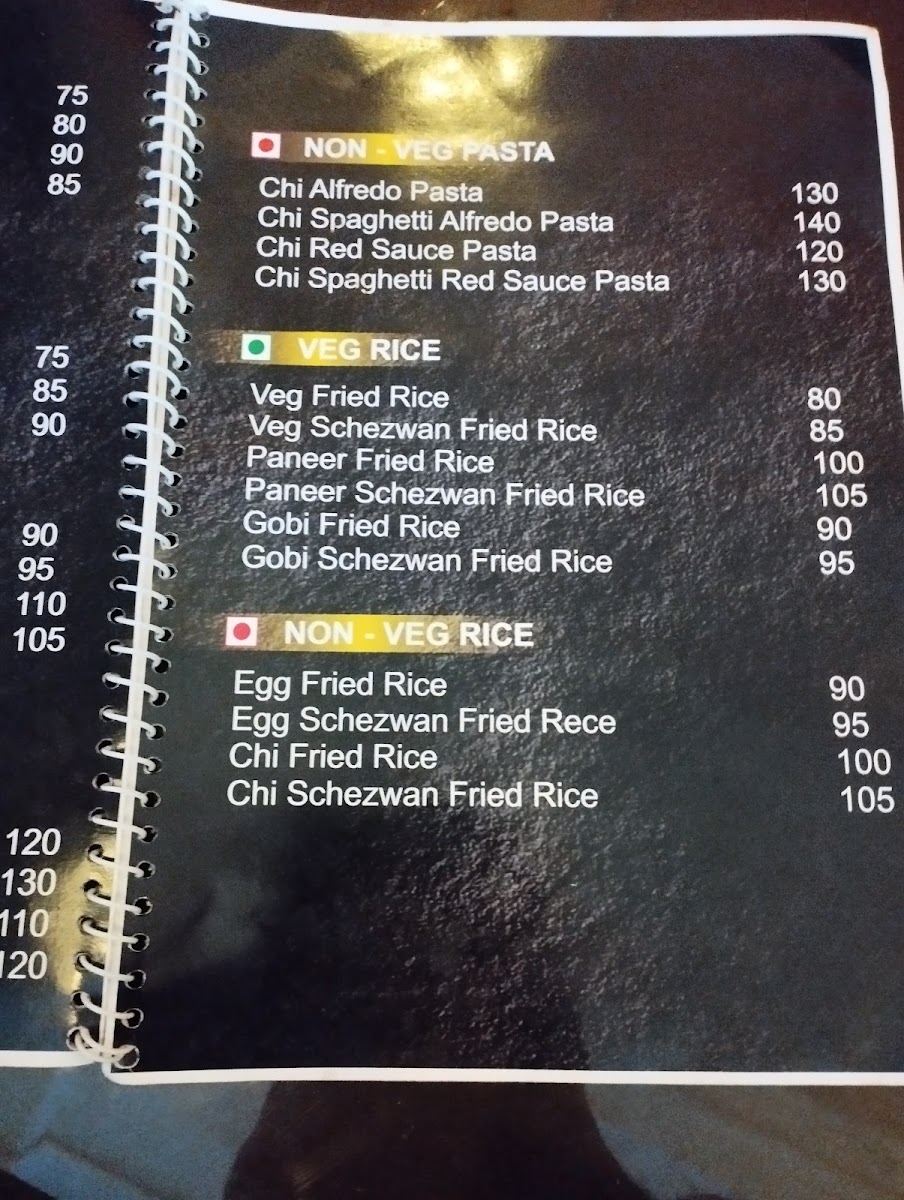 75
80
90
85
75
85
90
90
95
110
105
120
130
110
120
NON - VEG PASTA
Chi Alfredo Pasta 130
Chi Spaghetti Alfredo Pasta 140
Chi Red Sauce Pasta 120
Chi Spaghetti Red Sauce Pasta 130
VEG RICE
Veg Fried Rice 80
Veg Schezwan Fried Rice 85
Paneer Fried Rice 100
Paneer Schezwan Fried Rice 105
Gobi Fried Rice 90
Gobi Schezwan Fried Rice 95
NON - VEG RICE
Egg Fried Rice 90
Egg Schezwan Fried Rece 95
Chi Fried Rice 100
Chi Schezwan Fried Rice 105